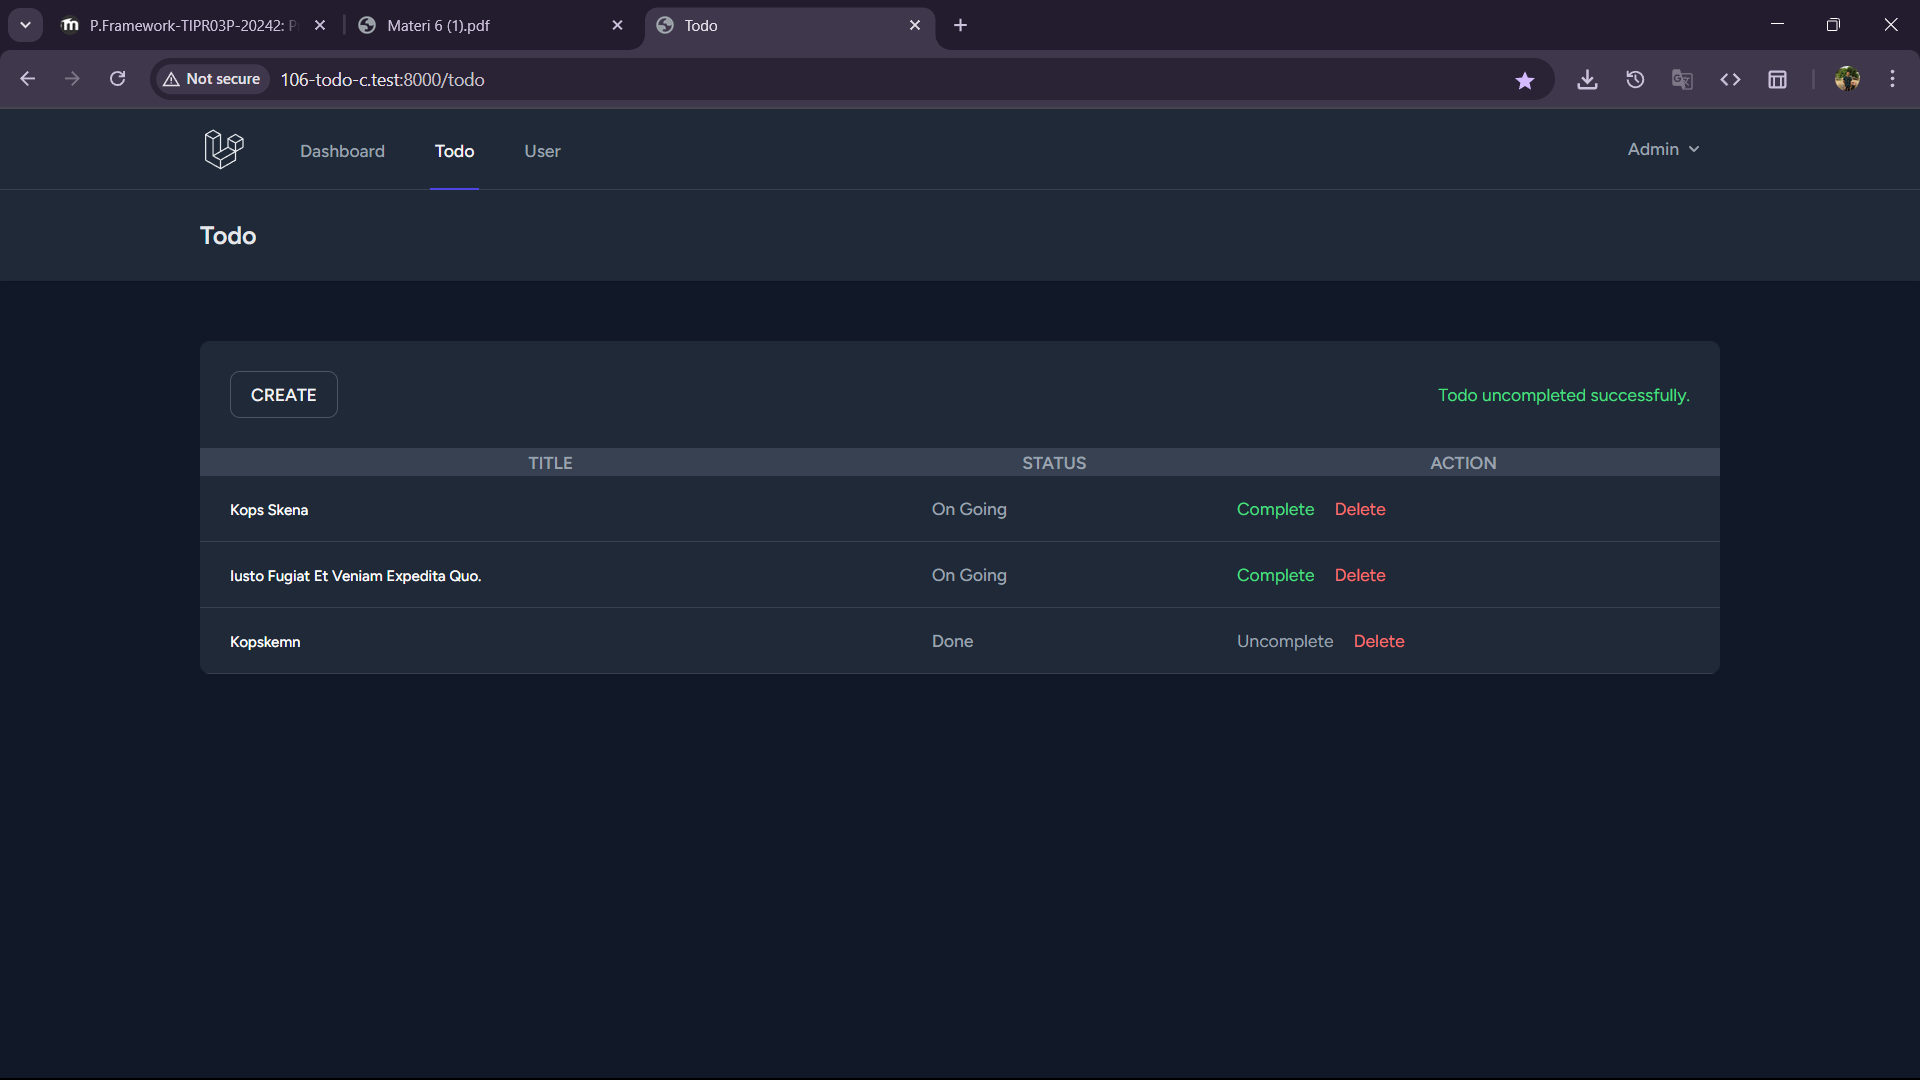 P.Framework-TIPR03P-20242: P
Materi 6 (1).pdf
Todo
Not secure
106-todo-c.test:8000/todo
Dashboard
Todo
User
Admin
Todo
CREATE
Todo uncompleted successfully.
TITLE STATUS ACTION
Kops Skena On Going Complete Delete
Iusto Fugiat Et Veniam Expedita Quo. On Going Complete Delete
Kopskemn Done Uncomplete Delete